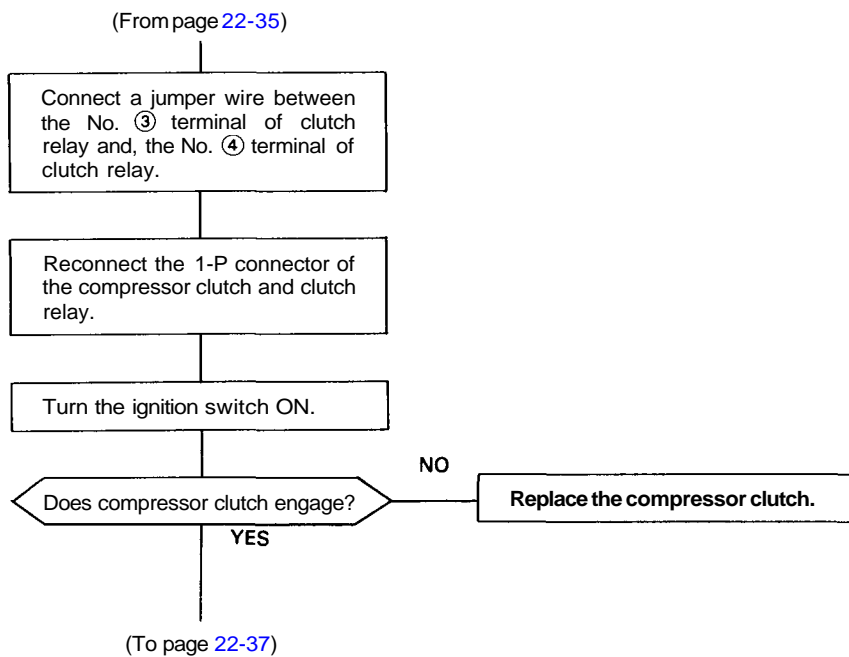 (From page 22-35)
Connect a jumper wire between
the No. ③ terminal of clutch
relay and, the No. ④ terminal of
clutch relay.
Reconnect the 1-P connector of
the compressor clutch and clutch
relay.
Turn the ignition switch ON.
Does compressor clutch engage?
NO
Replace the compressor clutch.
YES
(To page 22-37)